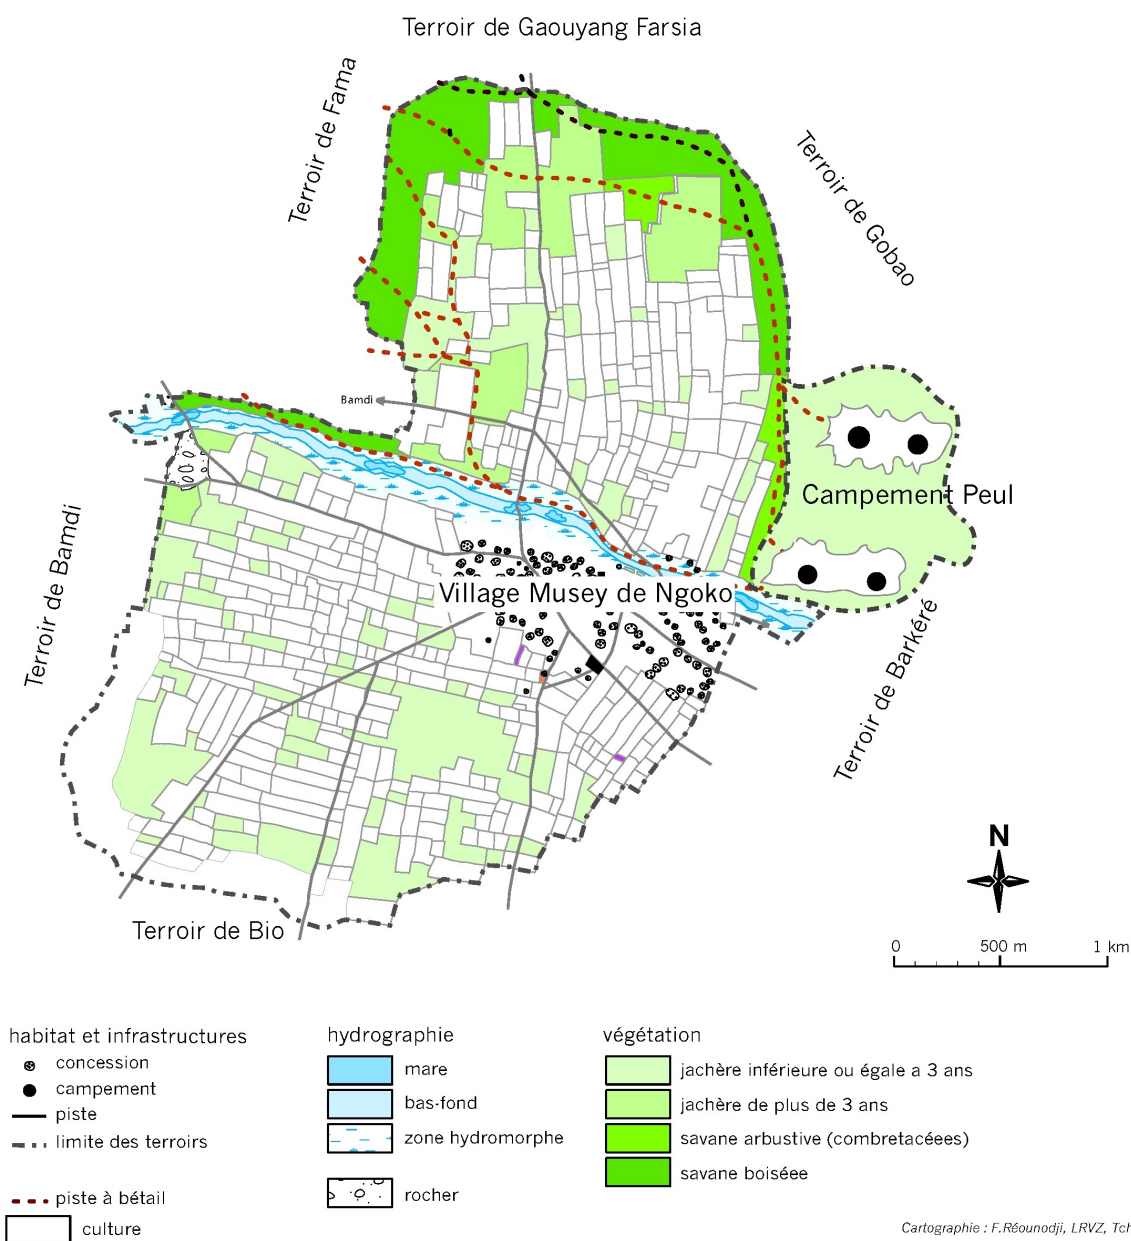 Terroir de Gaouyang Farsia
Terroir de Fama
Terroir de Gobao
Bamdi
Campement Peul
Terroir de Bamdi
Village Musey de Ngoko
Terroir de Barkéré
N
Terroir de Bio
0 500 m 1 km
habitat et infrastructures
concession
campement
piste
limite des terroirs
piste à bétail
culture
hydrographie
mare
bas-fond
zone hydromorphe
rocher
végétation
jachère inférieure ou égale a 3 ans
jachère de plus de 3 ans
savane arbustive (combretacéees)
savane boiséee
Cartographie : F.Réounodji, LRVZ, Tch